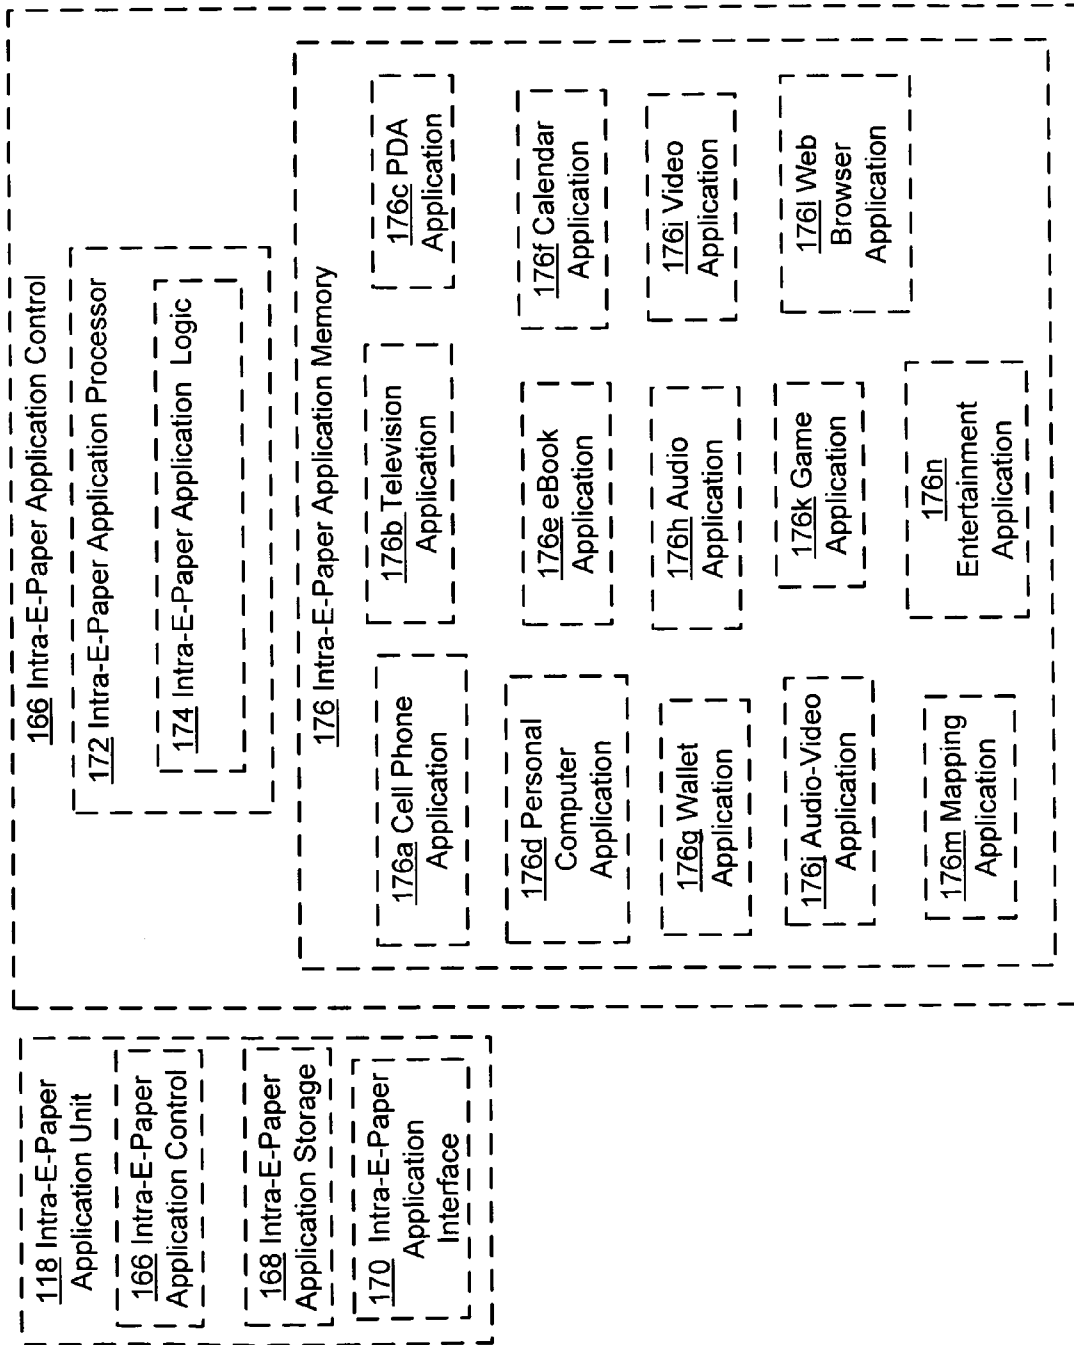 118 Intra-E-Paper
Application Unit
166 Intra-E-Paper
Application Control
168 Intra-E-Paper
Application Storage
170 Intra-E-Paper
Application
Interface
166 Intra-E-Paper Application Control
172 Intra-E-Paper Application Processor
174 Intra-E-Paper Application Logic
176 Intra-E-Paper Application Memory
176a Cell Phone
Application
176b Television
Application
176c PDA
Application
176d Personal
Computer
Application
176e eBook
Application
176f Calendar
Application
176g Wallet
Application
176h Audio
Application
176i Video
Application
176j Audio-Video
Application
176k Game
Application
176l Web
Browser
Application
176m Mapping
Application
176n
Entertainment
Application